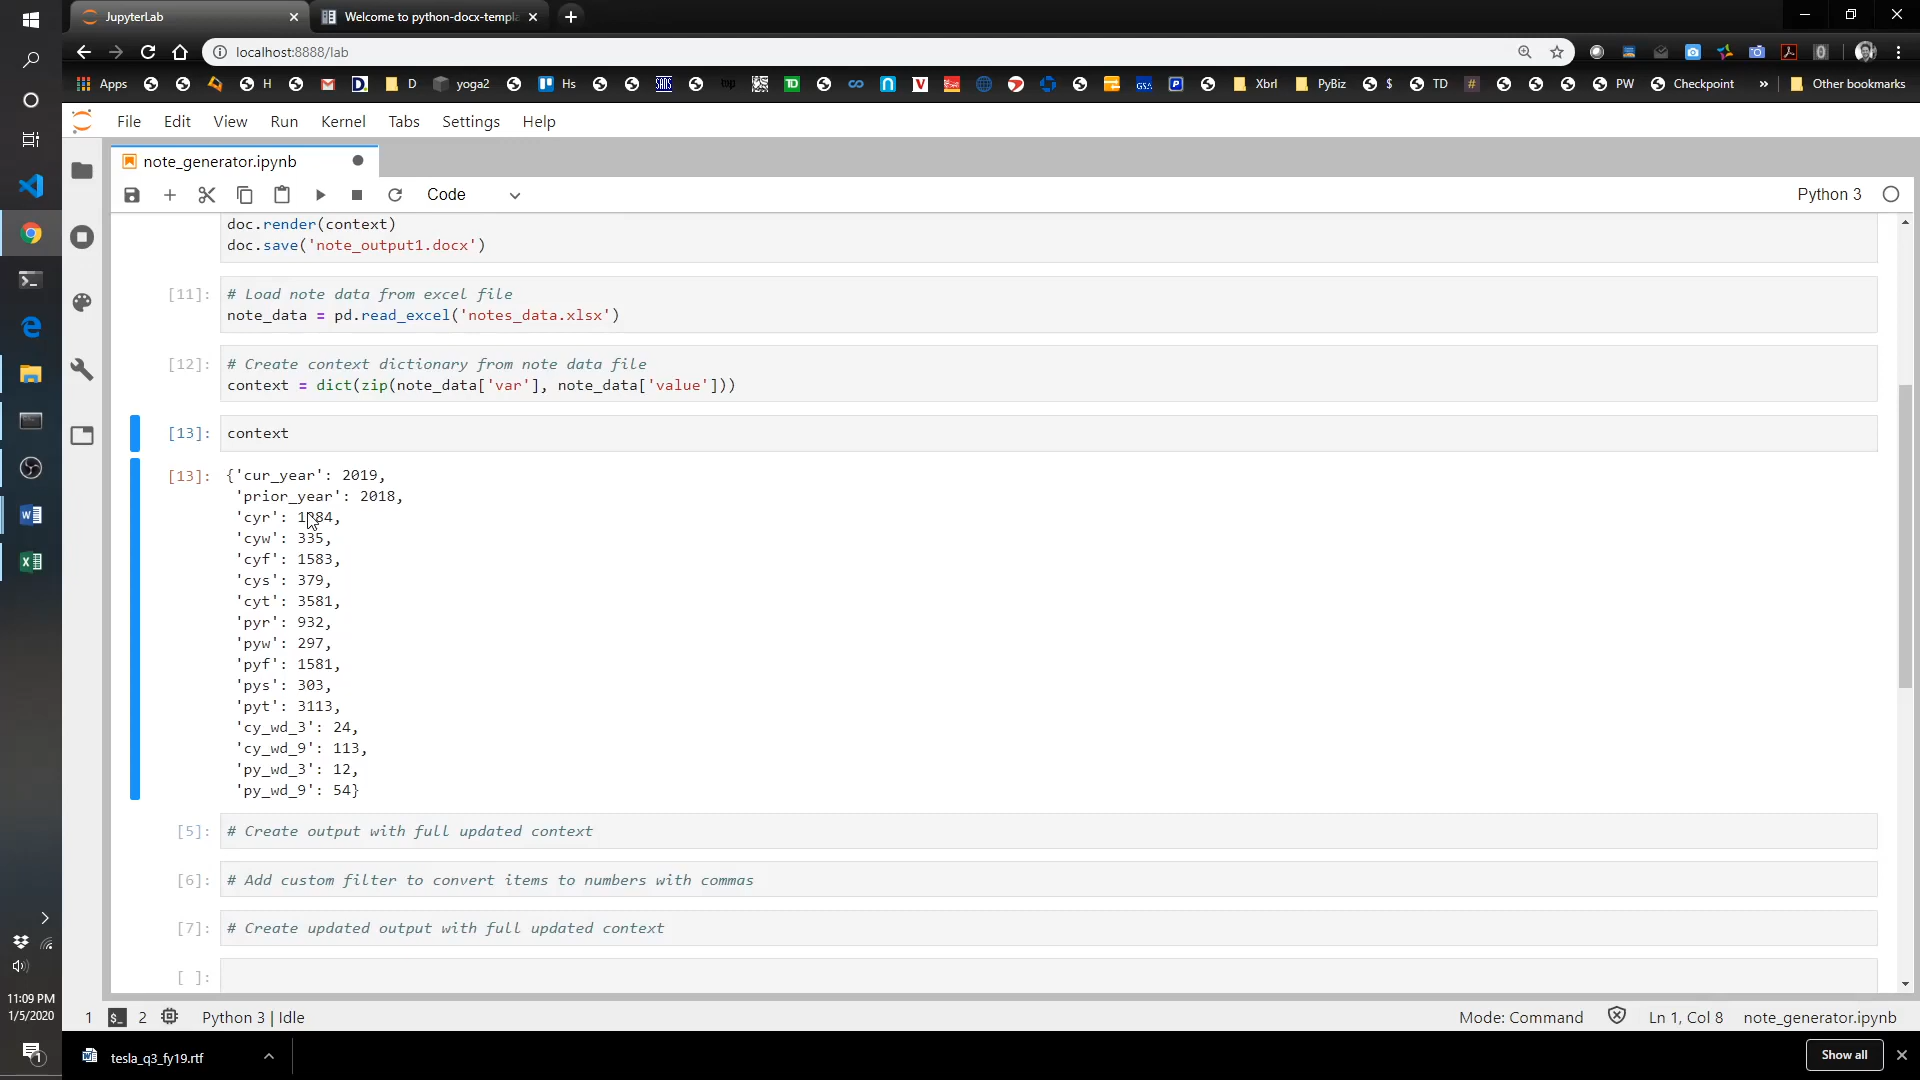 JupyterLab
Welcome to python-docx-templa
localhost:8888/lab
Apps
H
D
yoga2
Hs
Xbrl
PyBiz
$
TD
#
PW
Checkpoint
»
Other bookmarks
File Edit View Run Kernel Tabs Settings Help
note_generator.ipynb
Code
Python 3
doc.render(context)
doc.save('note_output1.docx')
[11]: # Load note data from excel file
note_data = pd.read_excel('notes_data.xlsx')
[12]: # Create context dictionary from note data file
context = dict(zip(note_data['var'], note_data['value']))
[13]: context
[13]: {'cur_year': 2019,
'prior_year': 2018,
'cyr':
'cyw': 335,
'cyf': 1583,
'cys': 379,
'cyt': 3581,
'pyr': 932,
'pyw': 297,
'pyf': 1581,
'pys': 303,
'pyt': 3113,
'cy_wd_3': 24,
'cy_wd_9': 113,
'py_wd_3': 12,
'py_wd_9': 54}
[5]: # Create output with full updated context
[6]: # Add custom filter to convert items to numbers with commas
[7]: # Create updated output with full updated context
[ ]:
11:09 PM
1/5/2020
1 $_ 2 Python 3 | Idle
Mode: Command
Ln 1, Col 8
note_generator.ipynb
1
tesla_q3_fy19.rtf
Show all